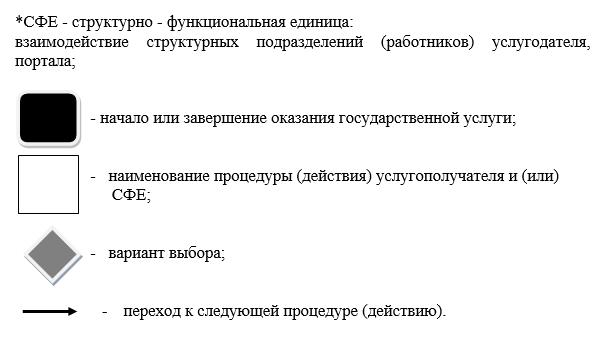 *СФЕ - структурно - функциональная единица:
взаимодействие структурных подразделений (работников) услугодателя,
портала;
- начало или завершение оказания государственной услуги;
- наименование процедуры (действия) услугополучателя и (или)
СФЕ;
- вариант выбора;
- переход к следующей процедуре (действию).